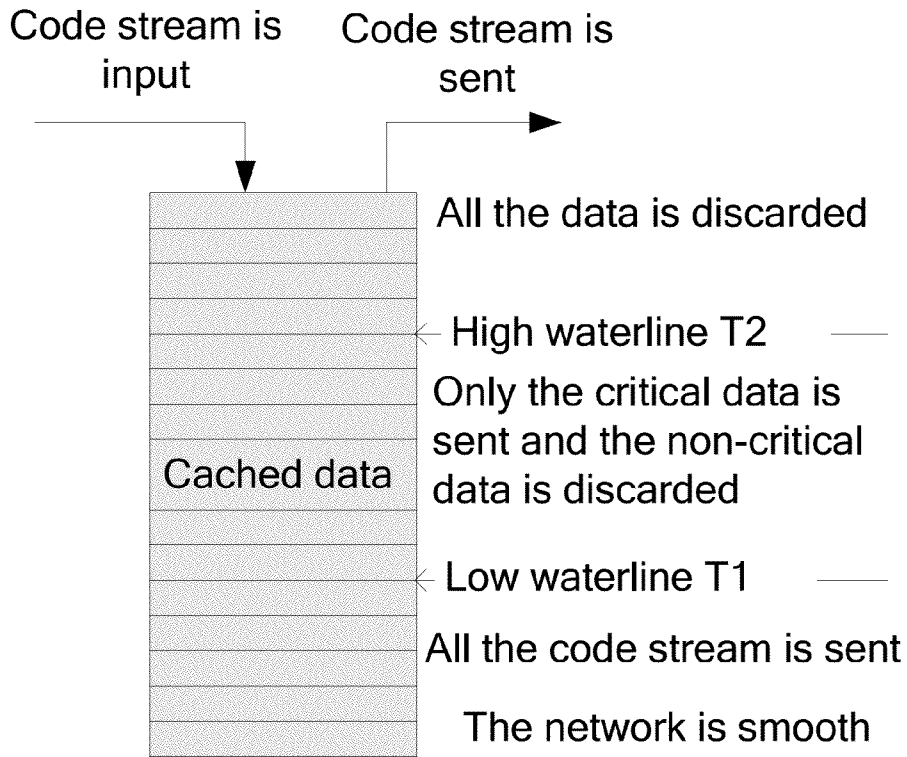 Code stream is
input
Code stream is
sent
All the data is discarded
High waterline T2
Only the critical data is
sent and the non-critical
data is discarded
Cached data
Low waterline T1
All the code stream is sent
The network is smooth